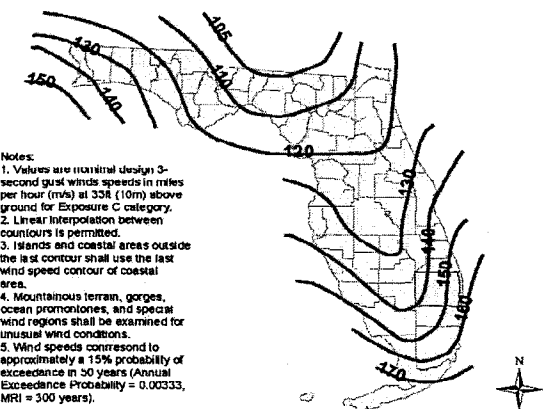 105
130
110
150
140
120
Notes:
1. Values are nominal design 3-
second gust winds speeds in miles
per hour (m/s) at 33ft (10m) above
ground for Exposure C category.
2. Linear interpolation between
countours is permitted.
3. Islands and coastal areas outside
the last contour shall use the last
wind speed contour of coastal
area.
4. Mountainous terrain, gorges,
ocean promontories, and special
wind regions shall be examined for
unusual wind conditions.
5. Wind speeds corrresond to
approximately a 15% probability of
exceedance in 50 years (Annual
Exceedance Probability = 0.00333,
MRI = 300 years).
130
140
150
160
170
N